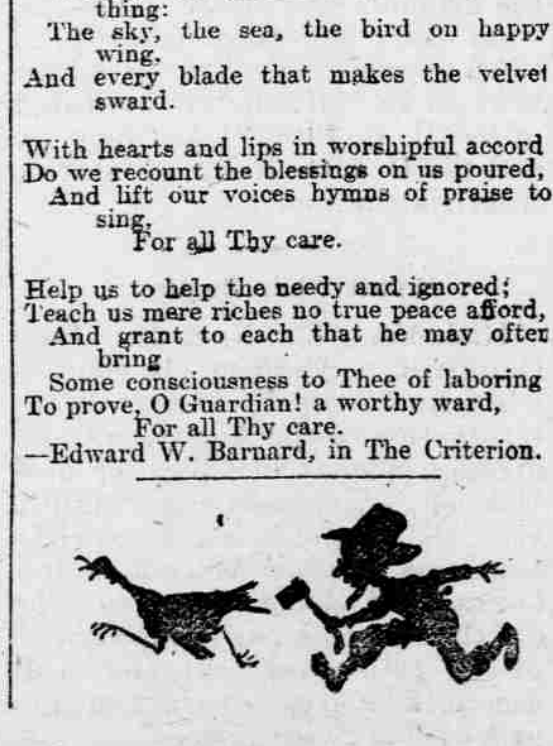 thing:
The sky, the sea, the bird on happy
wing,
And every blade that makes the velvet
sward.
With hearts and lips in worshipful accord
Do we recount the blessings on us poured,
And lift our voices hymns of praise to
sing,
For all Thy care.
Help us to help the needy and ignored;
Teach us mere riches no true peace afford,
And grant to each that he may often
bring
Some consciousness to Thee of laboring
To prove, O Guardian! a worthy ward,
For all Thy care.
—Edward W. Barnard, in The Criterion.